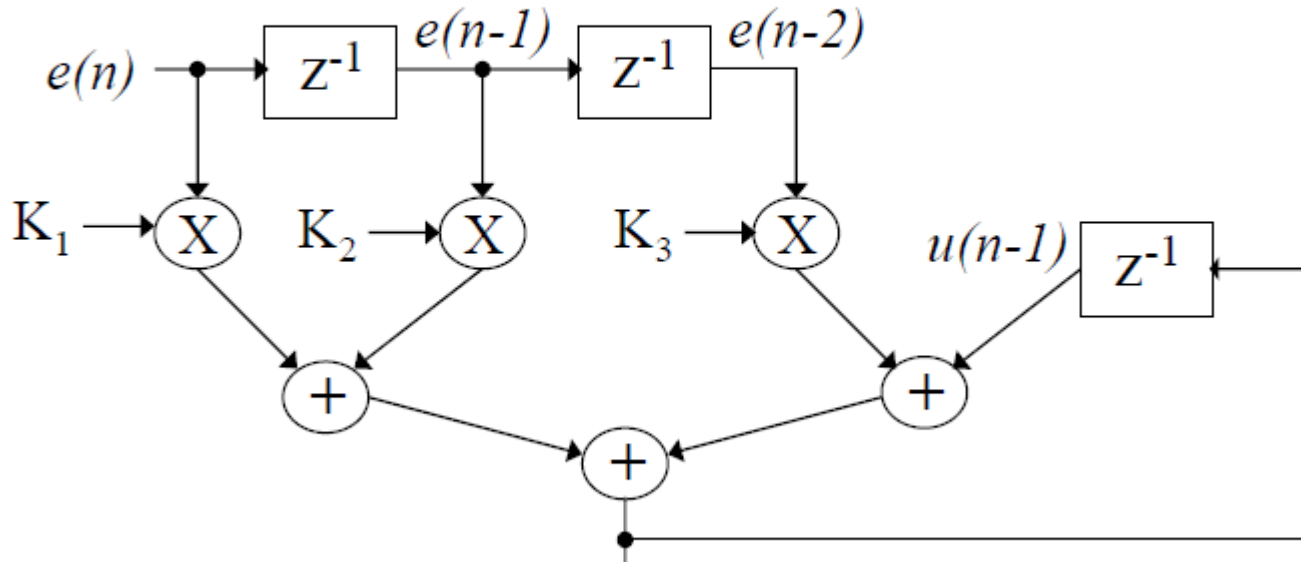 e(n)
z⁻¹
e(n-1)
z⁻¹
e(n-2)
K₁
X
K₂
X
K₃
X
u(n-1)
z⁻¹
+
+
+